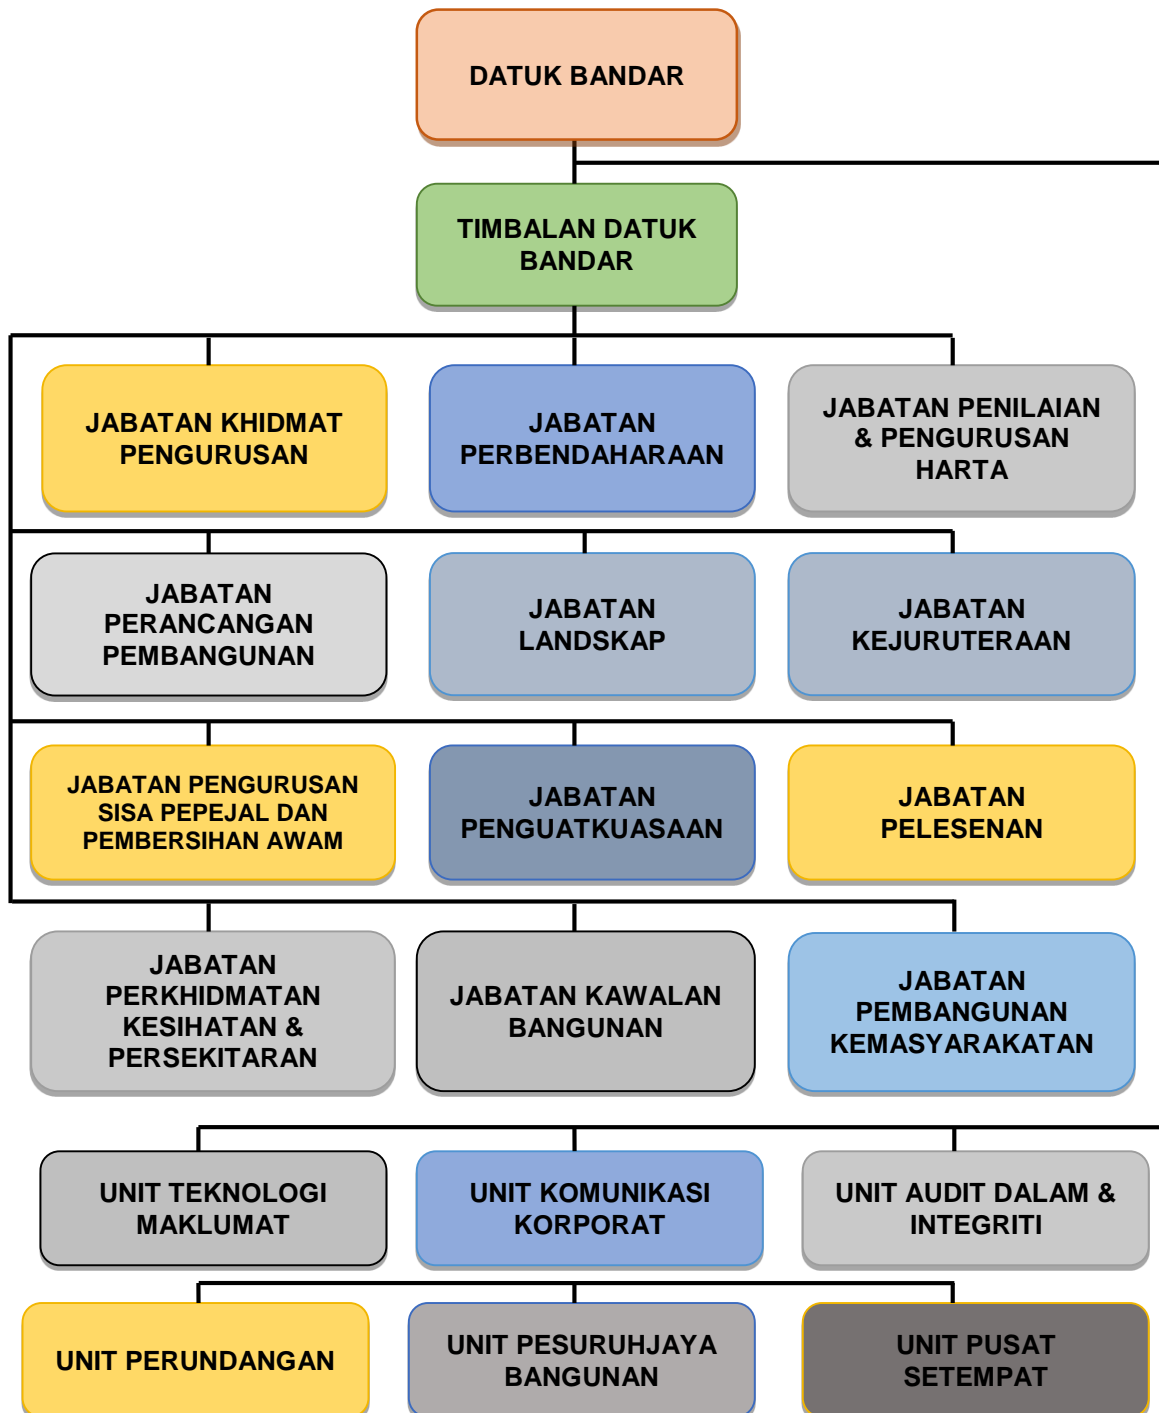 DATUK BANDAR
TIMBALAN DATUK
BANDAR
JABATAN KHIDMAT
PENGURUSAN
JABATAN
PERBENDAHARAAN
JABATAN PENILAIAN
& PENGURUSAN
HARTA
JABATAN
PERANCANGAN
PEMBANGUNAN
JABATAN
LANDSKAP
JABATAN
KEJURUTERAAN
JABATAN PENGURUSAN
SISA PEPEJAL DAN
PEMBERSIHAN AWAM
JABATAN
PENGUATKUASAAN
JABATAN
PELESENAN
JABATAN
PERKHIDMATAN
KESIHATAN &
PERSEKITARAN
JABATAN KAWALAN
BANGUNAN
JABATAN
PEMBANGUNAN
KEMASYARAKATAN
UNIT TEKNOLOGI
MAKLUMAT
UNIT KOMUNIKASI
KORPORAT
UNIT AUDIT DALAM &
INTEGRITI
UNIT PERUNDANGAN
UNIT PESURUHJAYA
BANGUNAN
UNIT PUSAT
SETEMPAT